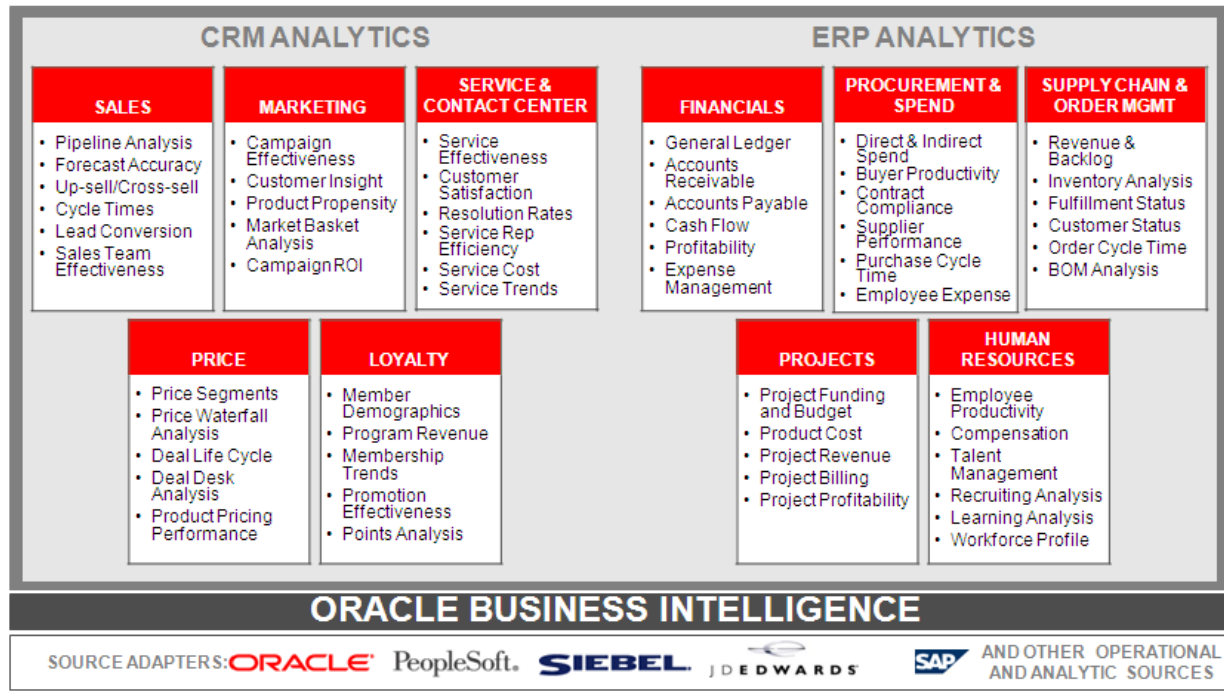 CRM ANALYTICS
SALES
• Pipeline Analysis
• Forecast Accuracy
• Up-sell/Cross-sell
• Cycle Times
• Lead Conversion
• Sales Team
Effectiveness
MARKETING
• Campaign
Effectiveness
• Customer Insight
• Product Propensity
• Market Basket
Analysis
• Campaign ROI
SERVICE &
CONTACT CENTER
• Service
Effectiveness
• Customer
Satisfaction
• Resolution Rates
• Service Rep
Efficiency
• Service Cost
• Service Trends
PRICE
• Price Segments
• Price Waterfall
Analysis
• Deal Life Cycle
• Deal Desk
Analysis
• Product Pricing
Performance
LOYALTY
• Member
Demographics
• Program Revenue
• Membership
Trends
• Promotion
Effectiveness
• Points Analysis
ERP ANALYTICS
FINANCIALS
• General Ledger
• Accounts
Receivable
• Accounts Payable
• Cash Flow
• Profitability
• Expense
Management
PROCUREMENT &
SPEND
• Direct & Indirect
Spend
• Buyer Productivity
• Contract
Compliance
• Supplier
Performance
• Purchase Cycle
Time
• Employee Expense
SUPPLY CHAIN &
ORDER MGMT
• Revenue &
Backlog
• Inventory Analysis
• Fulfillment Status
• Customer Status
• Order Cycle Time
• BOM Analysis
PROJECTS
• Project Funding
and Budget
• Product Cost
• Project Revenue
• Project Billing
• Project Profitability
HUMAN
RESOURCES
• Employee
Productivity
• Compensation
• Talent
Management
• Recruiting Analysis
• Learning Analysis
• Workforce Profile
ORACLE BUSINESS INTELLIGENCE
SOURCE ADAPTERS: ORACLE PeopleSoft. SIEBEL. JDEDWARDS SAP AND OTHER OPERATIONAL
AND ANALYTIC SOURCES